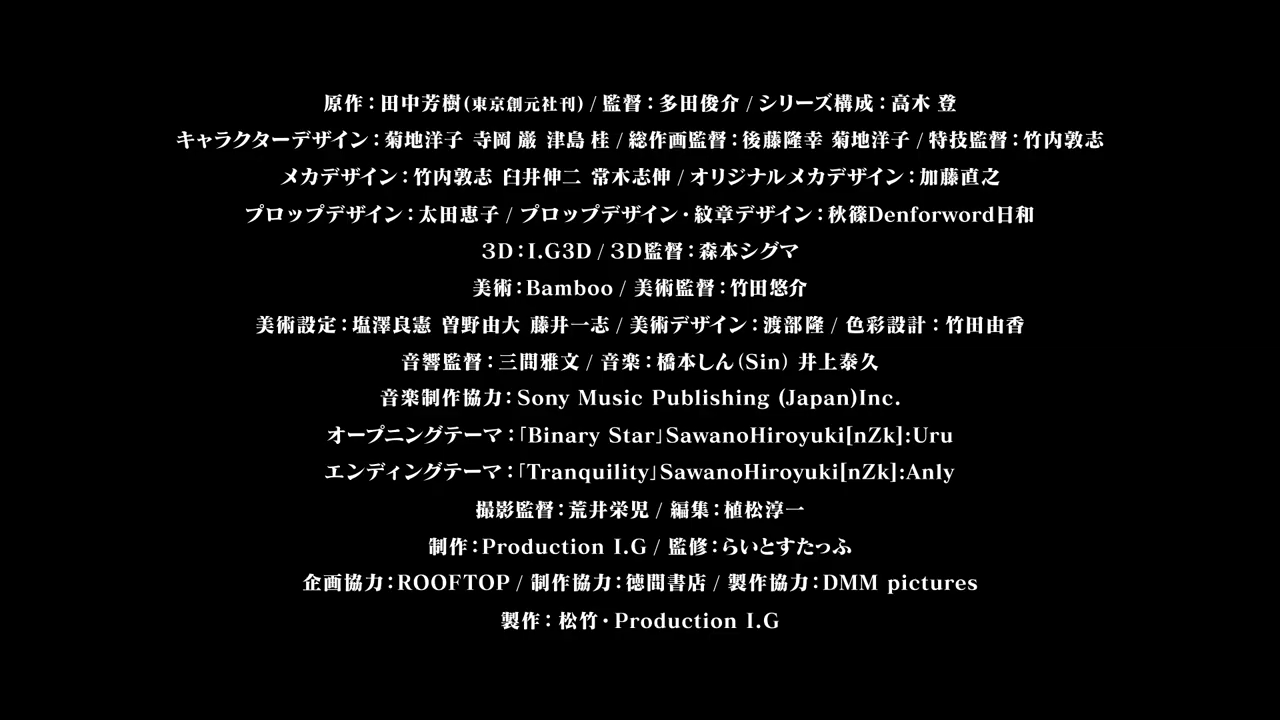 原作：田中芳樹(東京創元社刊) / 監督：多田俊介 / シリーズ構成：高木 登
キャラクターデザイン：菊地洋子 寺岡 巌 津島 桂 / 総作画監督：後藤隆幸 菊地洋子 / 特技監督：竹内敦志
メカデザイン：竹内敦志 臼井伸二 常木志伸 / オリジナルメカデザイン：加藤直之
プロップデザイン：太田恵子 / プロップデザイン・紋章デザイン：秋篠Denforword日和
3D：I.G3D / 3D監督：森本シグマ
美術：Bamboo / 美術監督：竹田悠介
美術設定：塩澤良憲 曽野由大 藤井一志 / 美術デザイン：渡部隆 / 色彩設計：竹田由香
音響監督：三間雅文 / 音楽：橋本しん(Sin) 井上泰久
音楽制作協力：Sony Music Publishing (Japan)Inc.
オープニングテーマ：「Binary Star」SawanoHiroyuki[nZk]:Uru
エンディングテーマ：「Tranquility」SawanoHiroyuki[nZk]:Anly
撮影監督：荒井栄児 / 編集：植松淳一
制作：Production I.G / 監修：らいとすたっふ
企画協力：ROOFTOP / 制作協力：徳間書店 / 製作協力：DMM pictures
製作：松竹・Production I.G